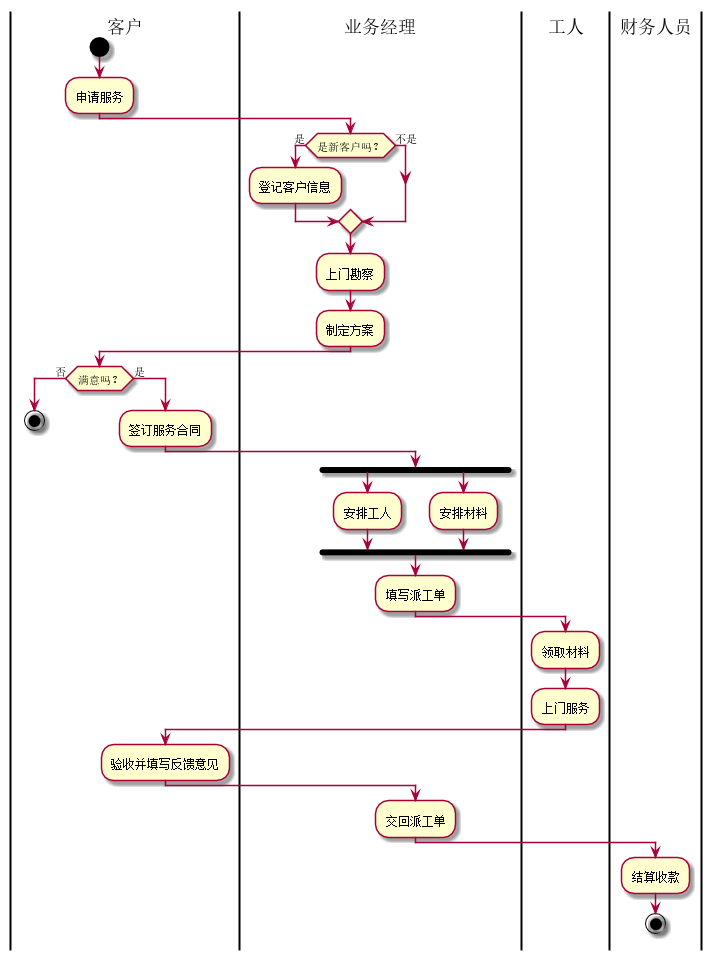 客户
业务经理
工人
财务人员
申请服务
是
是新客户吗？
不是
登记客户信息
上门勘察
制定方案
否
满意吗？
是
签订服务合同
安排工人
安排材料
填写派工单
领取材料
上门服务
验收并填写反馈意见
交回派工单
结算收款